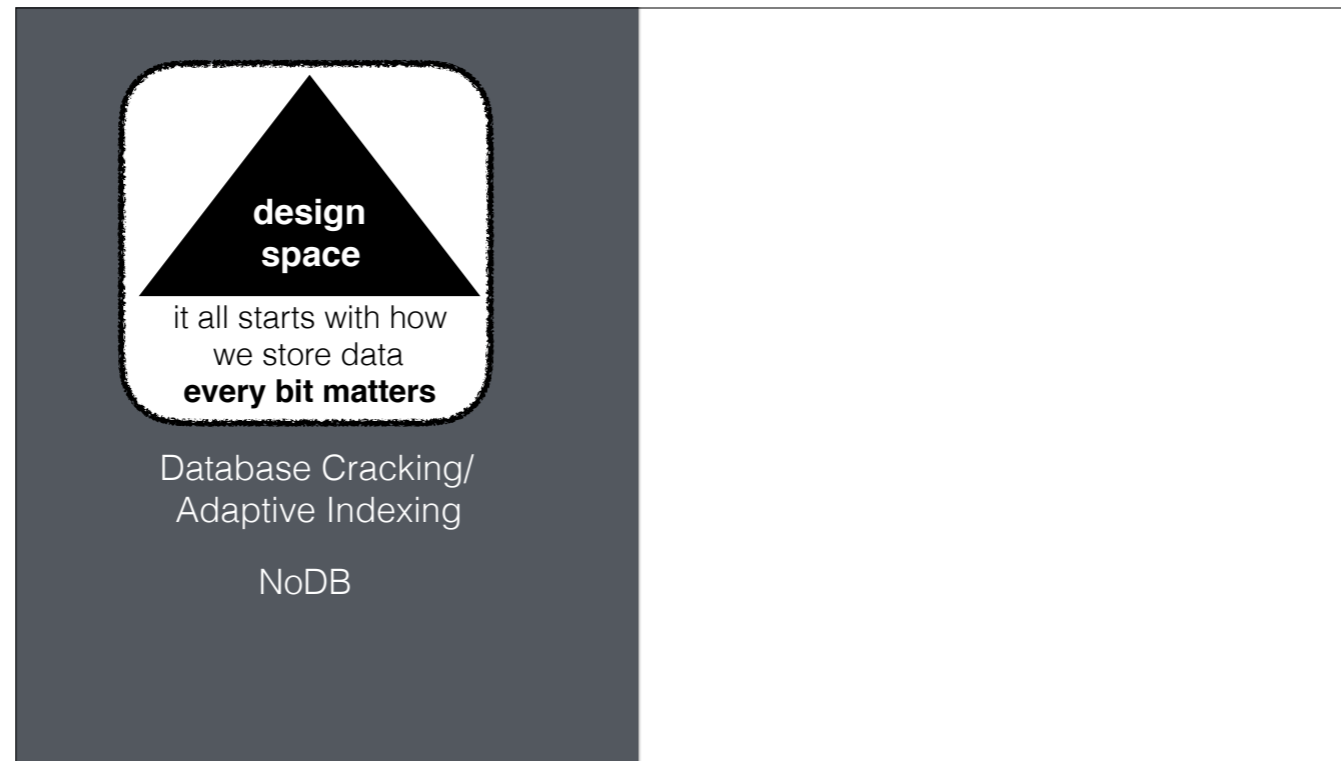 design
space
it all starts with how
we store data
every bit matters
Database Cracking/
Adaptive Indexing
NoDB